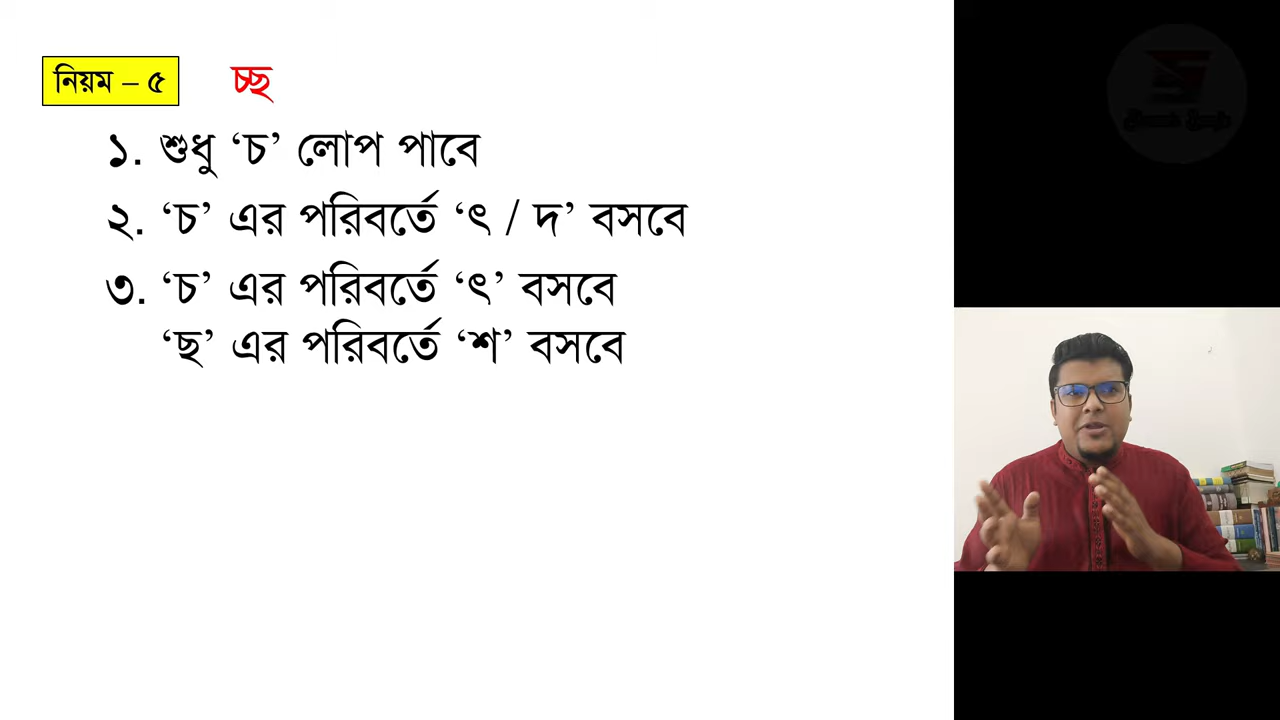 নিয়ম – ৫ চ্ছ
১. শুধু ‘চ’ লোপ পাবে
২. ‘চ’ এর পরিবর্তে ‘ৎ / দ’ বসবে
৩. ‘চ’ এর পরিবর্তে ‘ৎ’ বসবে
‘ছ’ এর পরিবর্তে ‘শ’ বসবে